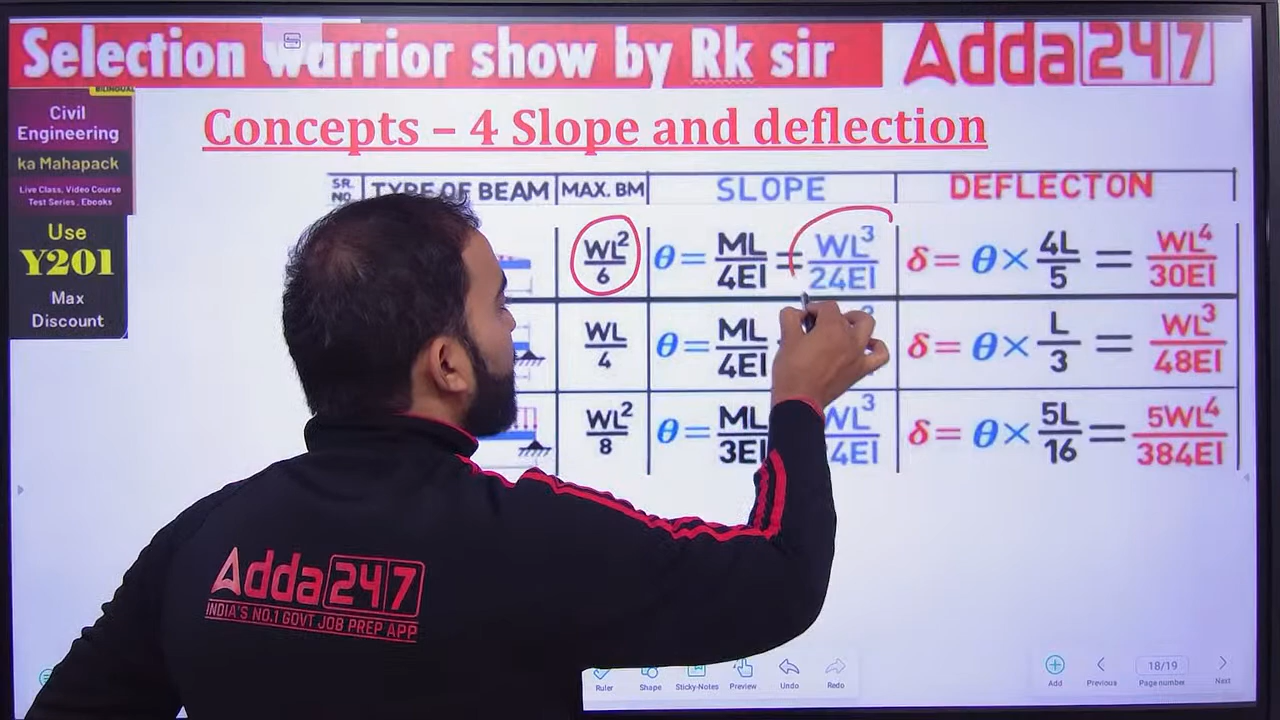 Selection warrior show by Rk sir
Adda247
BILINGUAL
Civil
Engineering
ka Mahapack
Live Class, Video Course
Test Series , Ebooks
Use
Y201
Max
Discount
Concepts – 4 Slope and deflection
SR. NO. TYPE OF BEAM MAX. BM SLOPE DEFLECTON
WL²/6 θ = ML/4EI = WL³/24EI δ = θ × 4L/5 = WL⁴/30EI
WL/4 θ = ML/4EI δ = θ × L/3 = WL³/48EI
WL²/8 θ = ML/3EI WL³/24EI δ = θ × 5L/16 = 5WL⁴/384EI
Adda247
INDIA'S NO.1 GOVT JOB PREP APP
Ruler Shape Sticky-Notes Preview Undo Redo
Add Previous 18/19 Page number Next